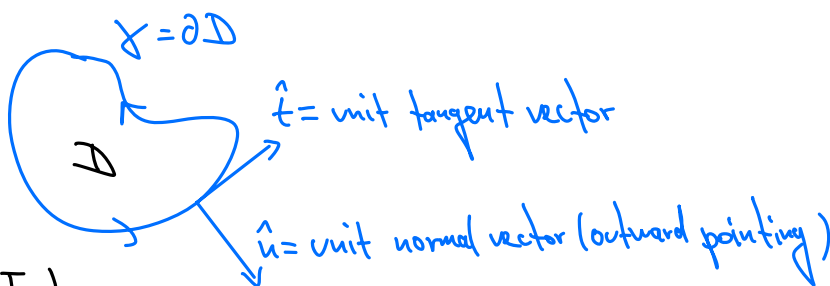 γ = ∂D
t̂ = unit tangent vector
D
n̂ = unit normal vector (outward pointing)